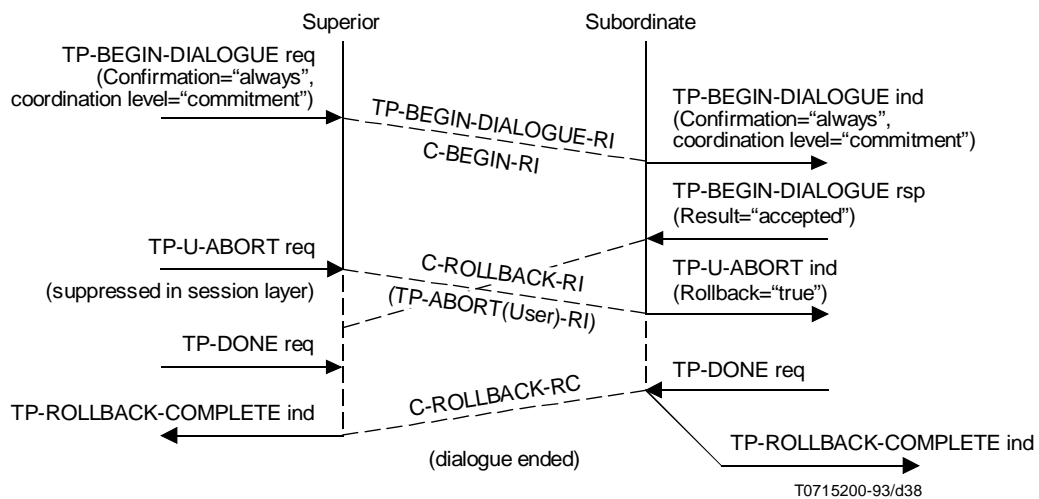 Superior
Subordinate
TP-BEGIN-DIALOGUE req
(Confirmation=“always”,
coordination level=“commitment”)
TP-BEGIN-DIALOGUE-RI
C-BEGIN-RI
TP-BEGIN-DIALOGUE ind
(Confirmation=“always”,
coordination level=“commitment”)
TP-BEGIN-DIALOGUE rsp
(Result=“accepted”)
TP-U-ABORT req
(suppressed in session layer)
C-ROLLBACK-RI
(TP-ABORT(User)-RI)
TP-U-ABORT ind
(Rollback=“true”)
TP-DONE req
TP-DONE req
C-ROLLBACK-RC
TP-ROLLBACK-COMPLETE ind
(dialogue ended)
TP-ROLLBACK-COMPLETE ind
T0715200-93/d38